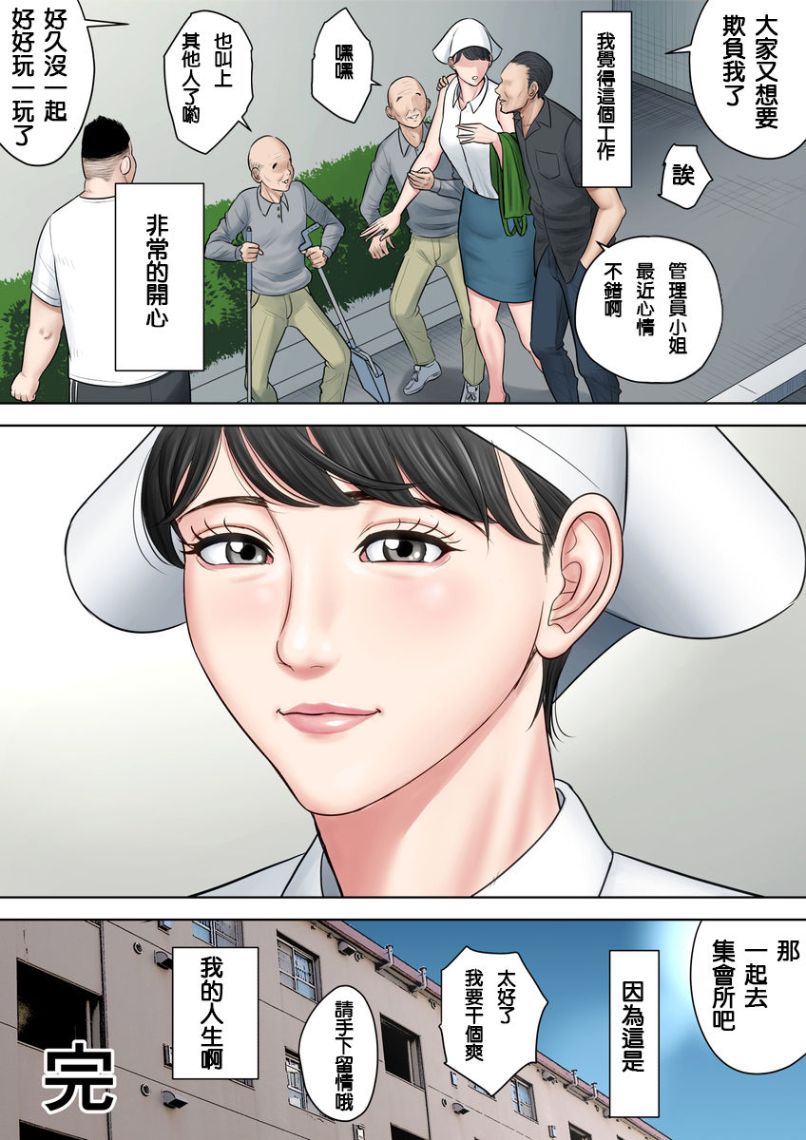 大家又想要
欺負我了
我覺得這個工作
嘿嘿
也叫上
其他人了喲
好久沒一起
好好玩一玩了
誒
管理員小姐
最近心情
不錯啊
非常的開心
那
一起去
集會所吧
因為這是
太好了
我要干個爽
請手下留情哦
我的人生啊
完